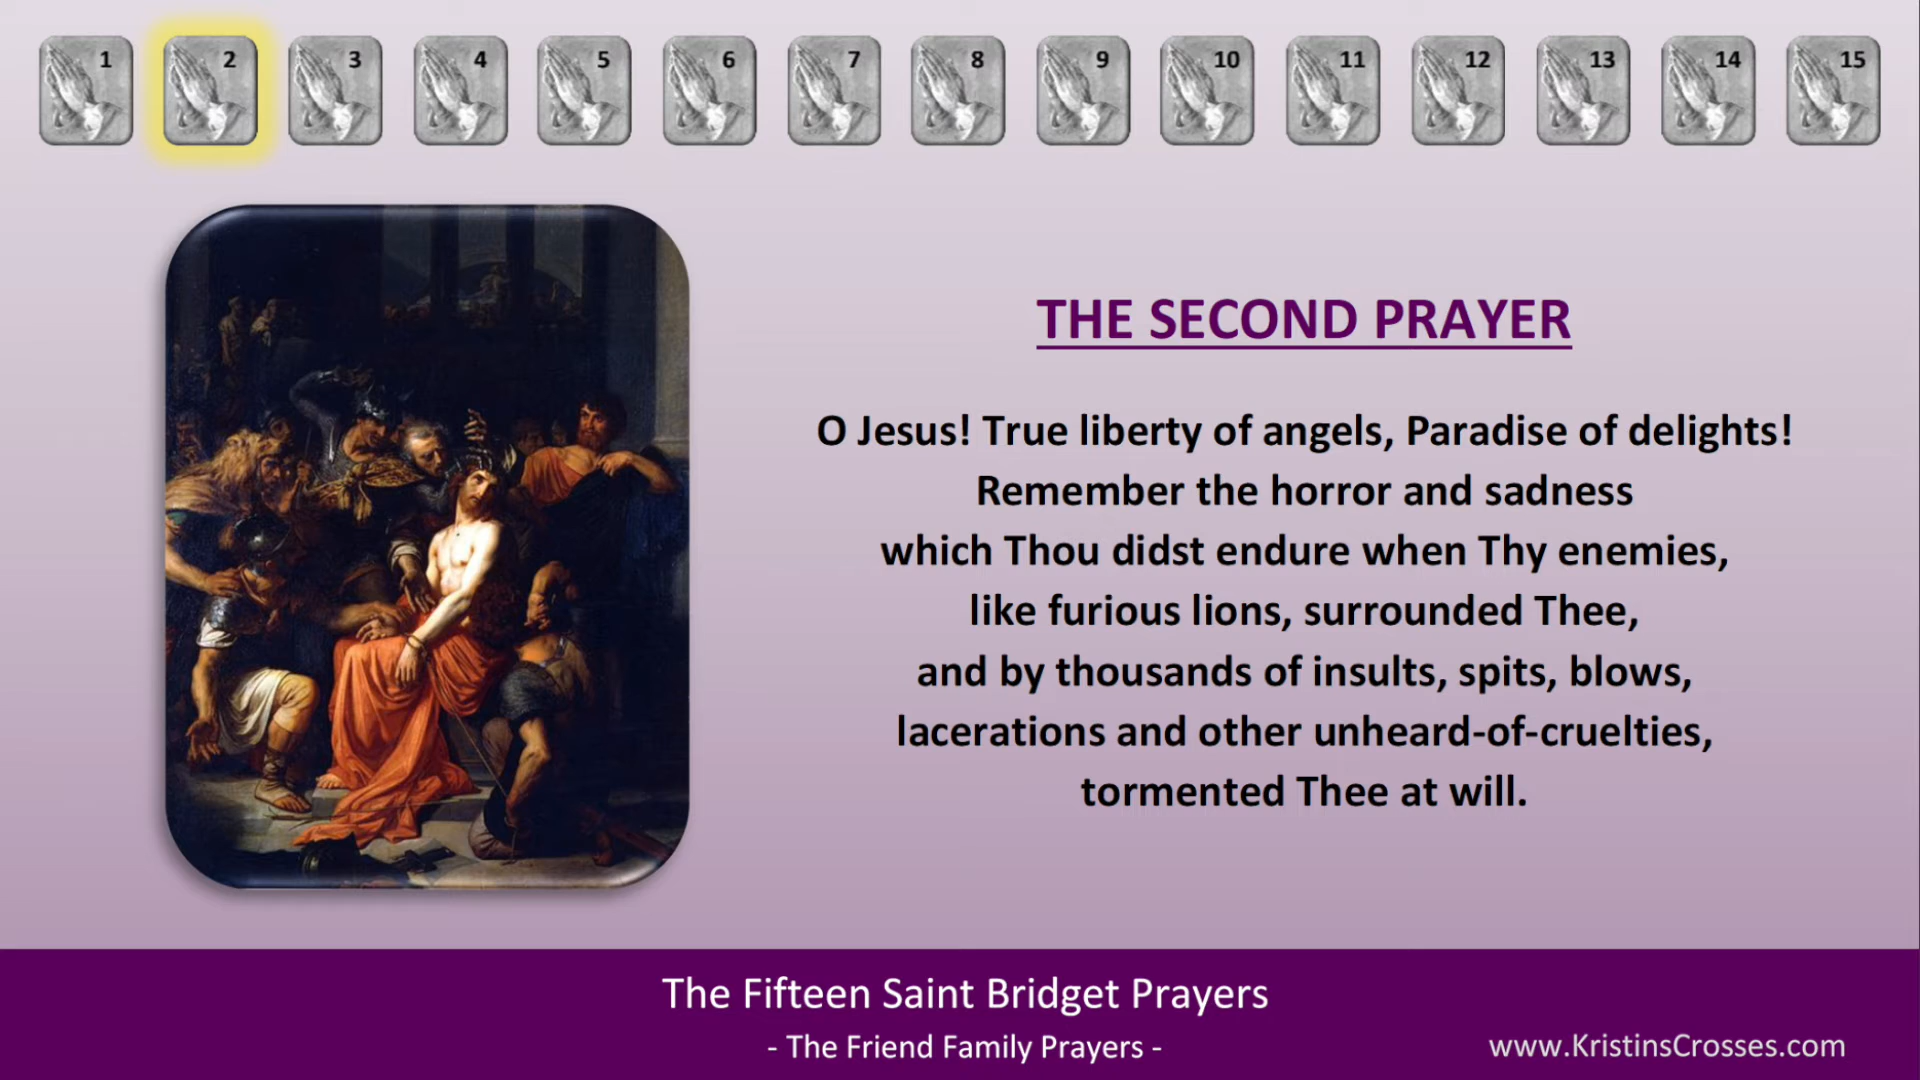 1 2 3 4 5 6 7 8 9 10 11 12 13 14 15
THE SECOND PRAYER
O Jesus! True liberty of angels, Paradise of delights!
Remember the horror and sadness
which Thou didst endure when Thy enemies,
like furious lions, surrounded Thee,
and by thousands of insults, spits, blows,
lacerations and other unheard-of-cruelties,
tormented Thee at will.
The Fifteen Saint Bridget Prayers
- The Friend Family Prayers -
www.KristinsCrosses.com